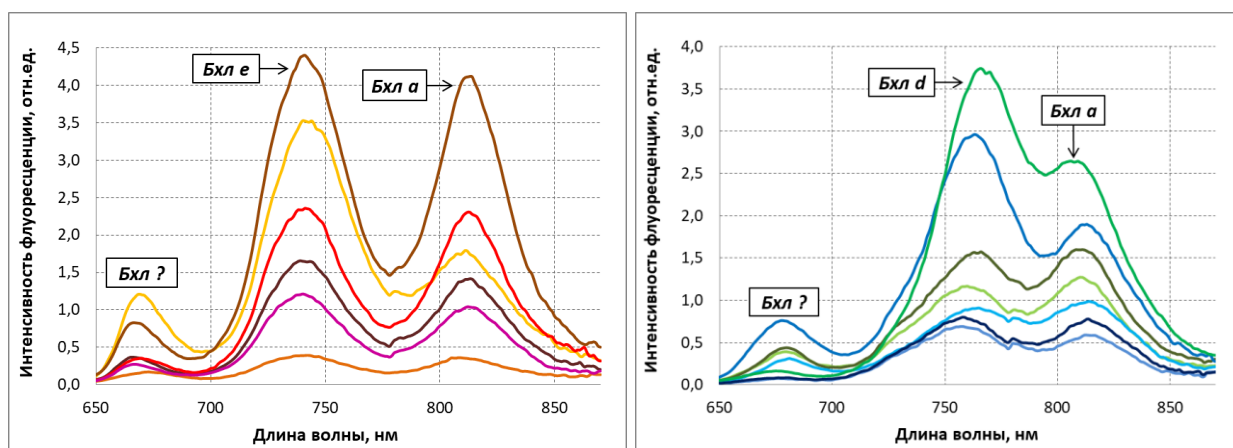 Интенсивность флуоресценции, отн.ед.
4,5
4,0
3,5
3,0
2,5
2,0
1,5
1,0
0,5
0,0
Бхл e
Бхл a
Бхл ?
650 700 750 800 850
Длина волны, нм
Интенсивность флуоресценции, отн.ед.
4,0
3,5
3,0
2,5
2,0
1,5
1,0
0,5
0,0
Бхл d
Бхл a
Бхл ?
650 700 750 800 850
Длина волны, нм